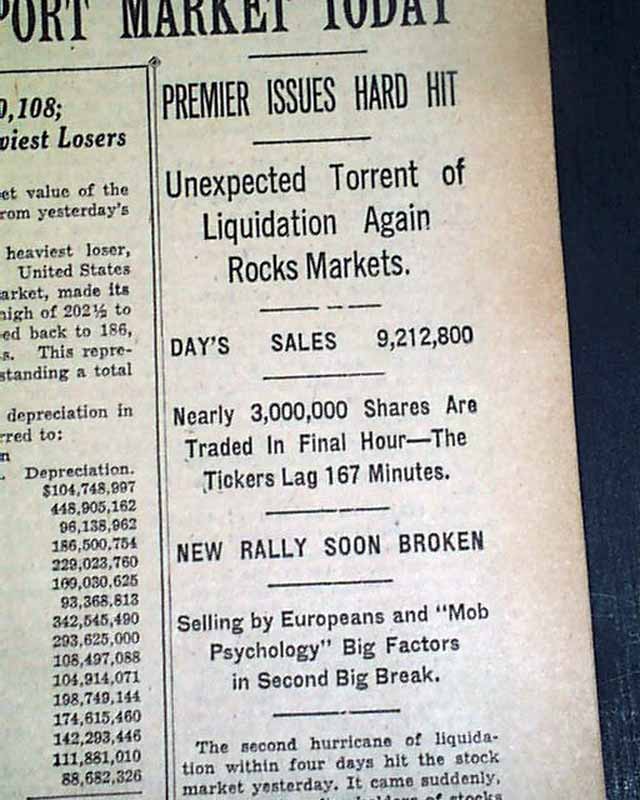 PORT MARKET TODAY
0,108;
viest Losers
et value of the
rom yesterday's
heaviest loser,
United States
arket, made its
high of 202½ to
ed back to 186,
s. This repre-
standing a total
depreciation in
rred to:
n
. Depreciation.
$104,748,997
448,905,162
96,138,962
186,500,754
229,023,760
109,030,625
93,368,813
342,545,490
293,625,000
108,497,088
104,914,071
198,749,144
174,615,460
142,293,446
111,881,010
88,682,326
PREMIER ISSUES HARD HIT
Unexpected Torrent of
Liquidation Again
Rocks Markets.
DAY'S SALES 9,212,800
Nearly 3,000,000 Shares Are
Traded In Final Hour—The
Tickers Lag 167 Minutes.
NEW RALLY SOON BROKEN
Selling by Europeans and "Mob
Psychology" Big Factors
in Second Big Break.
The second hurricane of liquida-
tion within four days hit the stock
market yesterday. It came suddenly,
holders of stocks